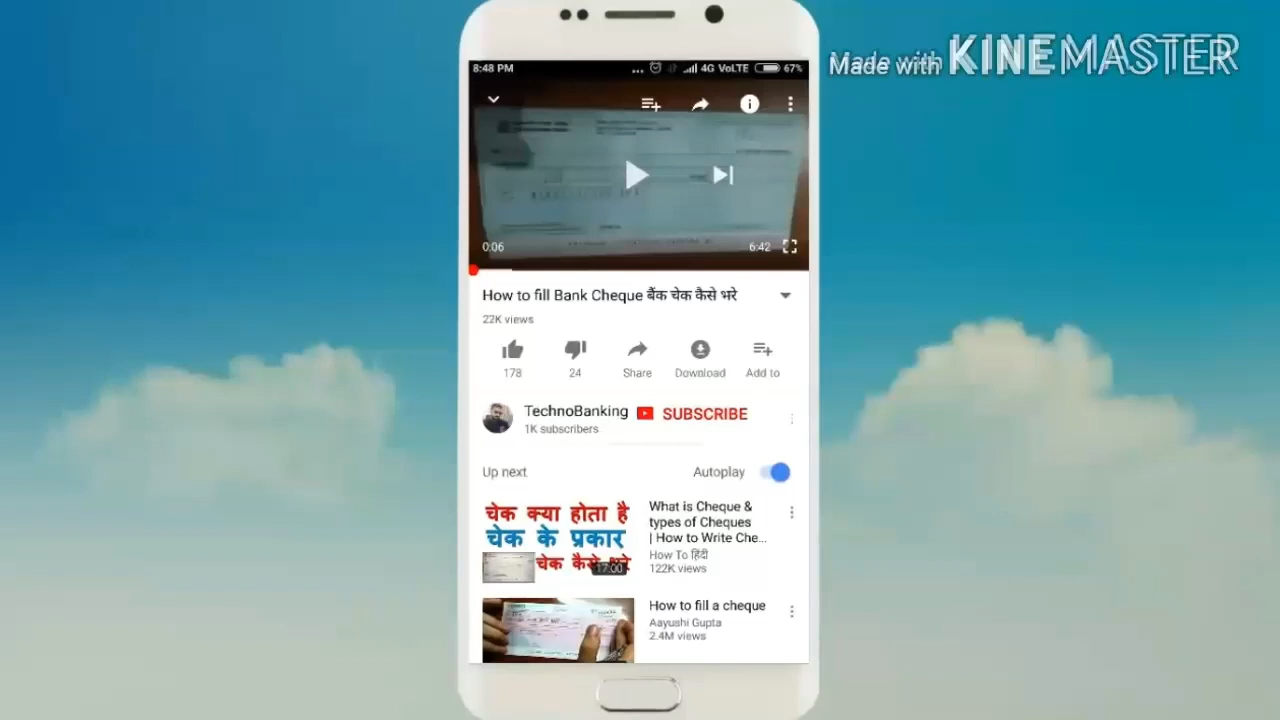 Made with KINEMASTER
8:48 PM
4G VoLTE 67%
0:06
6:42
How to fill Bank Cheque बैंक चेक कैसे भरे
22K views
178
24
Share
Download
Add to
TechnoBanking
SUBSCRIBE
1K subscribers
Up next
Autoplay
चेक क्या होता है
चेक के प्रकार
चेक कैसे भरे
17:00
What is Cheque &
types of Cheques
| How to Write Che...
How To हिंदी
122K views
How to fill a cheque
Aayushi Gupta
2.4M views